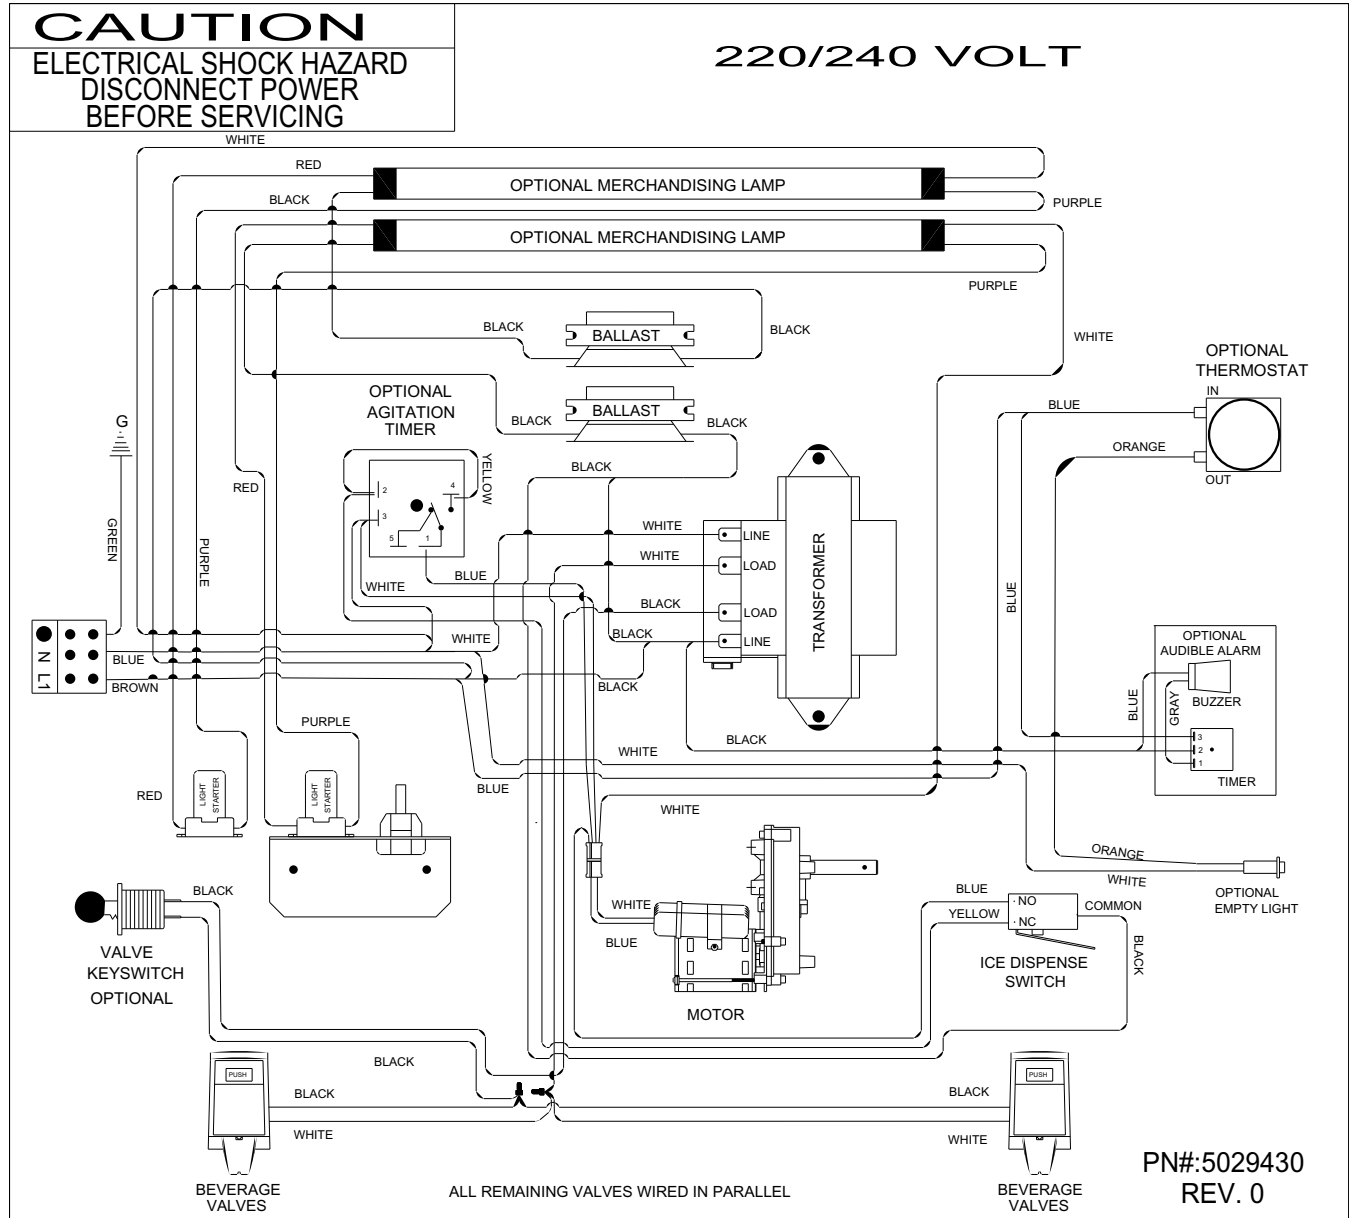 CAUTION
ELECTRICAL SHOCK HAZARD
DISCONNECT POWER
BEFORE SERVICING
220/240 VOLT
WHITE
RED
OPTIONAL MERCHANDISING LAMP
BLACK
PURPLE
OPTIONAL MERCHANDISING LAMP
PURPLE
BLACK
BALLAST
BLACK
WHITE
OPTIONAL
THERMOSTAT
IN
BLUE
ORANGE
OUT
OPTIONAL
AGITATION
TIMER
BLACK
BALLAST
BLACK
G
BLACK
YELLOW
RED
2
4
3
5
1
GREEN
PURPLE
WHITE
LINE
WHITE
LOAD
BLACK
LOAD
BLACK
LINE
TRANSFORMER
BLUE
WHITE
WHITE
BLUE
N
L1
BLUE
BROWN
BLACK
OPTIONAL
AUDIBLE ALARM
BUZZER
BLUE
GRAY
3
2
1
TIMER
PURPLE
BLACK
WHITE
BLUE
RED
LIGHT
STARTER
LIGHT
STARTER
WHITE
ORANGE
WHITE
OPTIONAL
EMPTY LIGHT
BLACK
VALVE
KEYSWITCH
OPTIONAL
WHITE
BLUE
MOTOR
BLUE
YELLOW
NO
NC
COMMON
BLACK
ICE DISPENSE
SWITCH
BLACK
PUSH
BLACK
WHITE
BEVERAGE
VALVES
ALL REMAINING VALVES WIRED IN PARALLEL
BLACK
WHITE
PUSH
BEVERAGE
VALVES
PN#:5029430
REV. 0